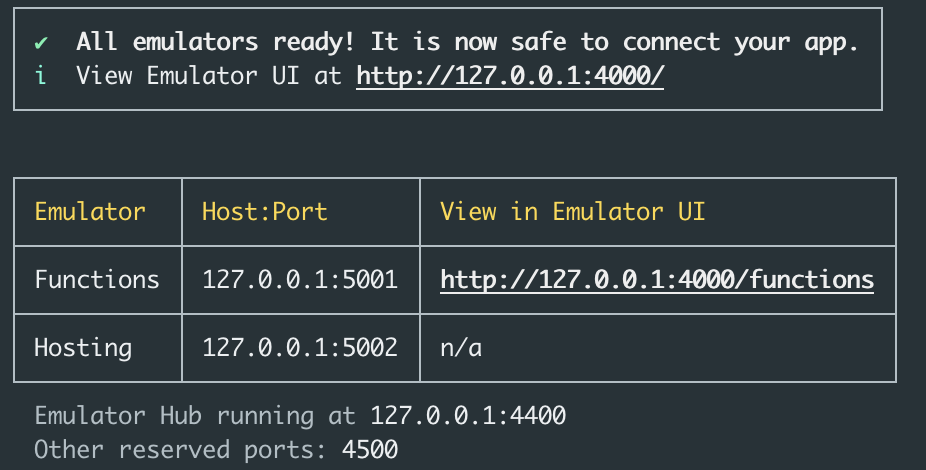 ✔ All emulators ready! It is now safe to connect your app.
i View Emulator UI at http://127.0.0.1:4000/
Emulator Host:Port View in Emulator UI
Functions 127.0.0.1:5001 http://127.0.0.1:4000/functions
Hosting 127.0.0.1:5002 n/a
Emulator Hub running at 127.0.0.1:4400
Other reserved ports: 4500